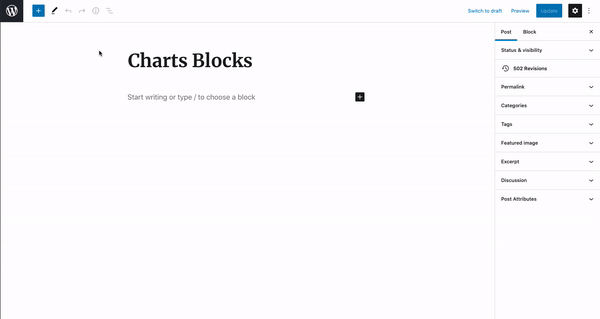 Switch to draft Preview Update
Post Block
Charts Blocks
Status & visibility
502 Revisions
Start writing or type / to choose a block
Permalink
Categories
Tags
Featured image
Excerpt
Discussion
Post Attributes